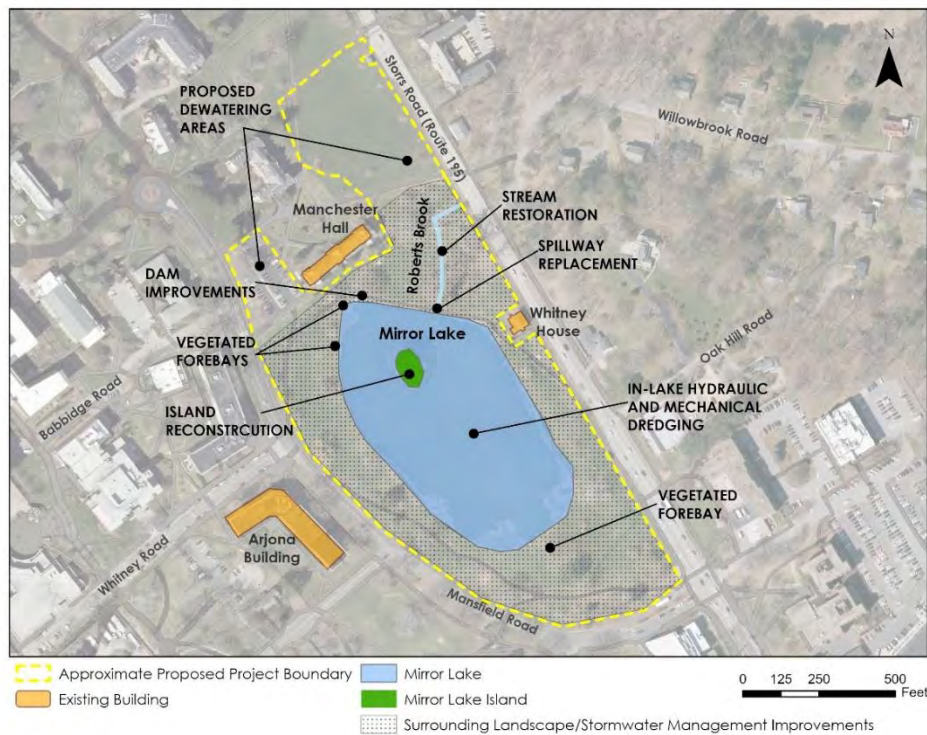 N
PROPOSED
DEWATERING
AREAS
Storrs Road (Route 195)
Willowbrook Road
Manchester
Hall
Roberts Brook
STREAM
RESTORATION
SPILLWAY
REPLACEMENT
DAM
IMPROVEMENTS
Whitney
House
Mirror Lake
VEGETATED
FOREBAYS
Oak Hill Road
Babbidge Road
ISLAND
RECONSTRCUTION
IN-LAKE HYDRAULIC
AND MECHANICAL
DREDGING
VEGETATED
FOREBAY
Arjona
Building
Whitney Road
Mansfield Road
Approximate Proposed Project Boundary
Mirror Lake
Existing Building
Mirror Lake Island
Surrounding Landscape/Stormwater Management Improvements
0 125 250 500
Feet